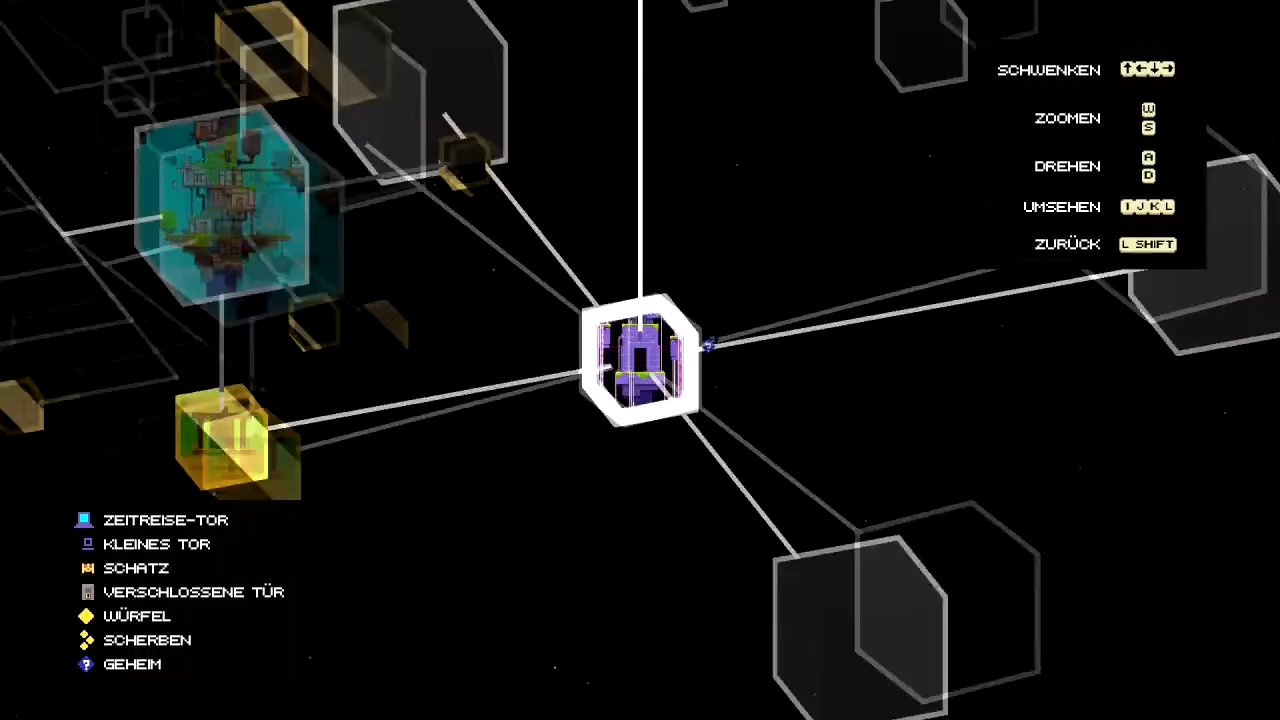 SCHWENKEN ↑←↓→
ZOOMEN W
S
DREHEN A
D
UMSEHEN I J K L
ZURÜCK L SHIFT
ZEITREISE-TOR
KLEINES TOR
SCHATZ
VERSCHLOSSENE TÜR
WÜRFEL
SCHERBEN
? GEHEIM